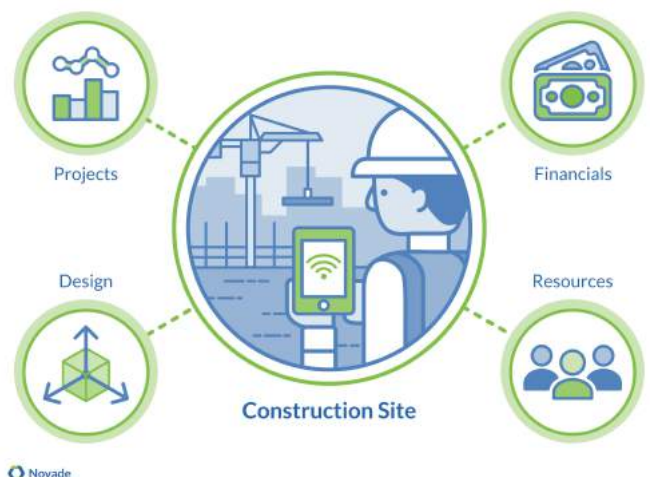 Projects
Financials
Design
Resources
Construction Site
Novade